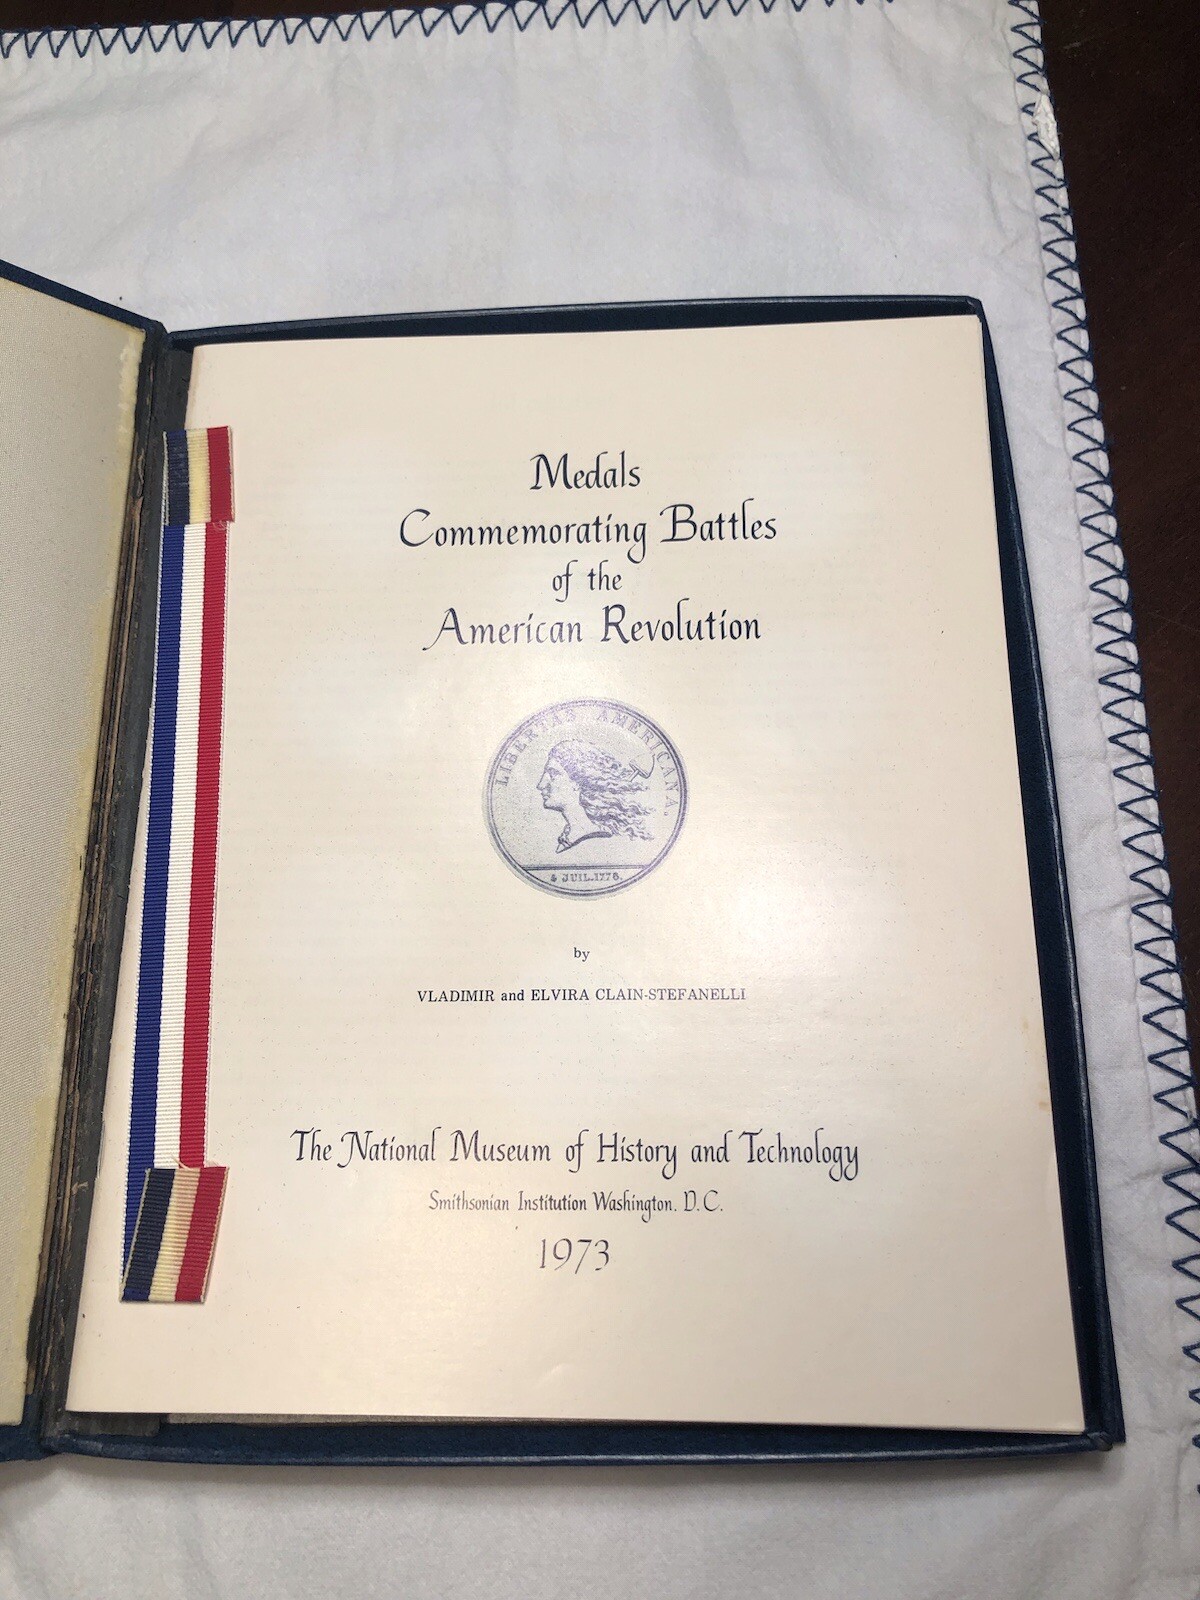 Medals
Commemorating Battles
of the
American Revolution
LIBERTAS AMERICANA.
4 JUIL. 1776.
by
VLADIMIR and ELVIRA CLAIN-STEFANELLI
The National Museum of History and Technology
Smithsonian Institution Washington. D.C.
1973